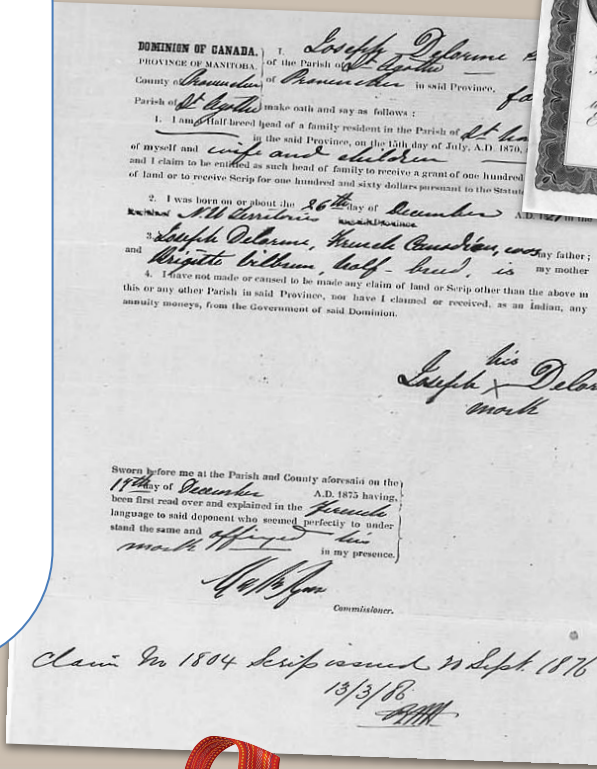 DOMINION OF CANADA, I, Joseph Delorme
PROVINCE OF MANITOBA, of the Parish of St Agathe
County of Provencher of Provencher in said Province,
Parish of St Agathe make oath and say as follows :
1. I am a Half-breed head of a family resident in the Parish of St
in the said Province, on the 15th day of July, A.D. 1870,
of myself and wife and children
and I claim to be entitled as such head of family to receive a grant of one hundred
of land or to receive Scrip for one hundred and sixty dollars pursuant to the Statute
2. I was born on or about the 26th day of December A.D. in the
N W Territories
3. Joseph Delorme, French Canadian, was my father ;
and Brigitte half-breed, is my mother
4. I have not made or caused to be made any claim of land or Scrip other than the above in
this or any other Parish in said Province, nor have I claimed or received, as an Indian, any
annuity moneys, from the Government of said Dominion.
his
Joseph X Delor
mark
Sworn before me at the Parish and County aforesaid on the
day of December A.D. 1875 having,
been first read over and explained in the French
language to said deponent who seemed perfectly to under
stand the same and affixed his
mark in my presence.
Commissioner.
Claim No 1804 Scrip issued 20 Sept. 1876
13/3/86